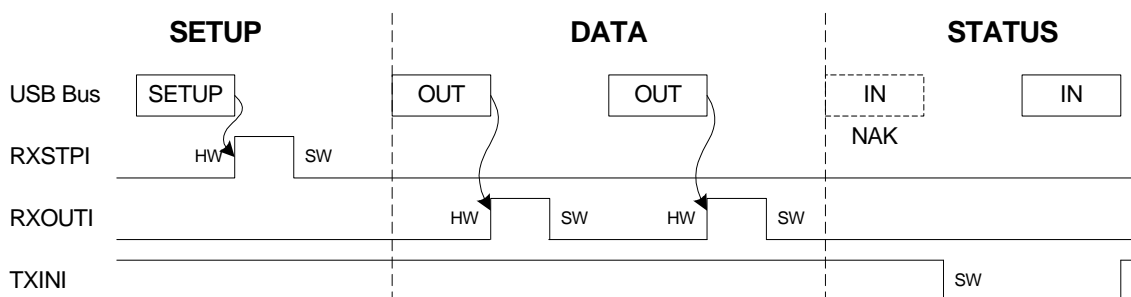 SETUP DATA STATUS
USB Bus SETUP OUT OUT IN IN
NAK
RXSTPI HW SW
RXOUTI HW SW HW SW
TXINI SW